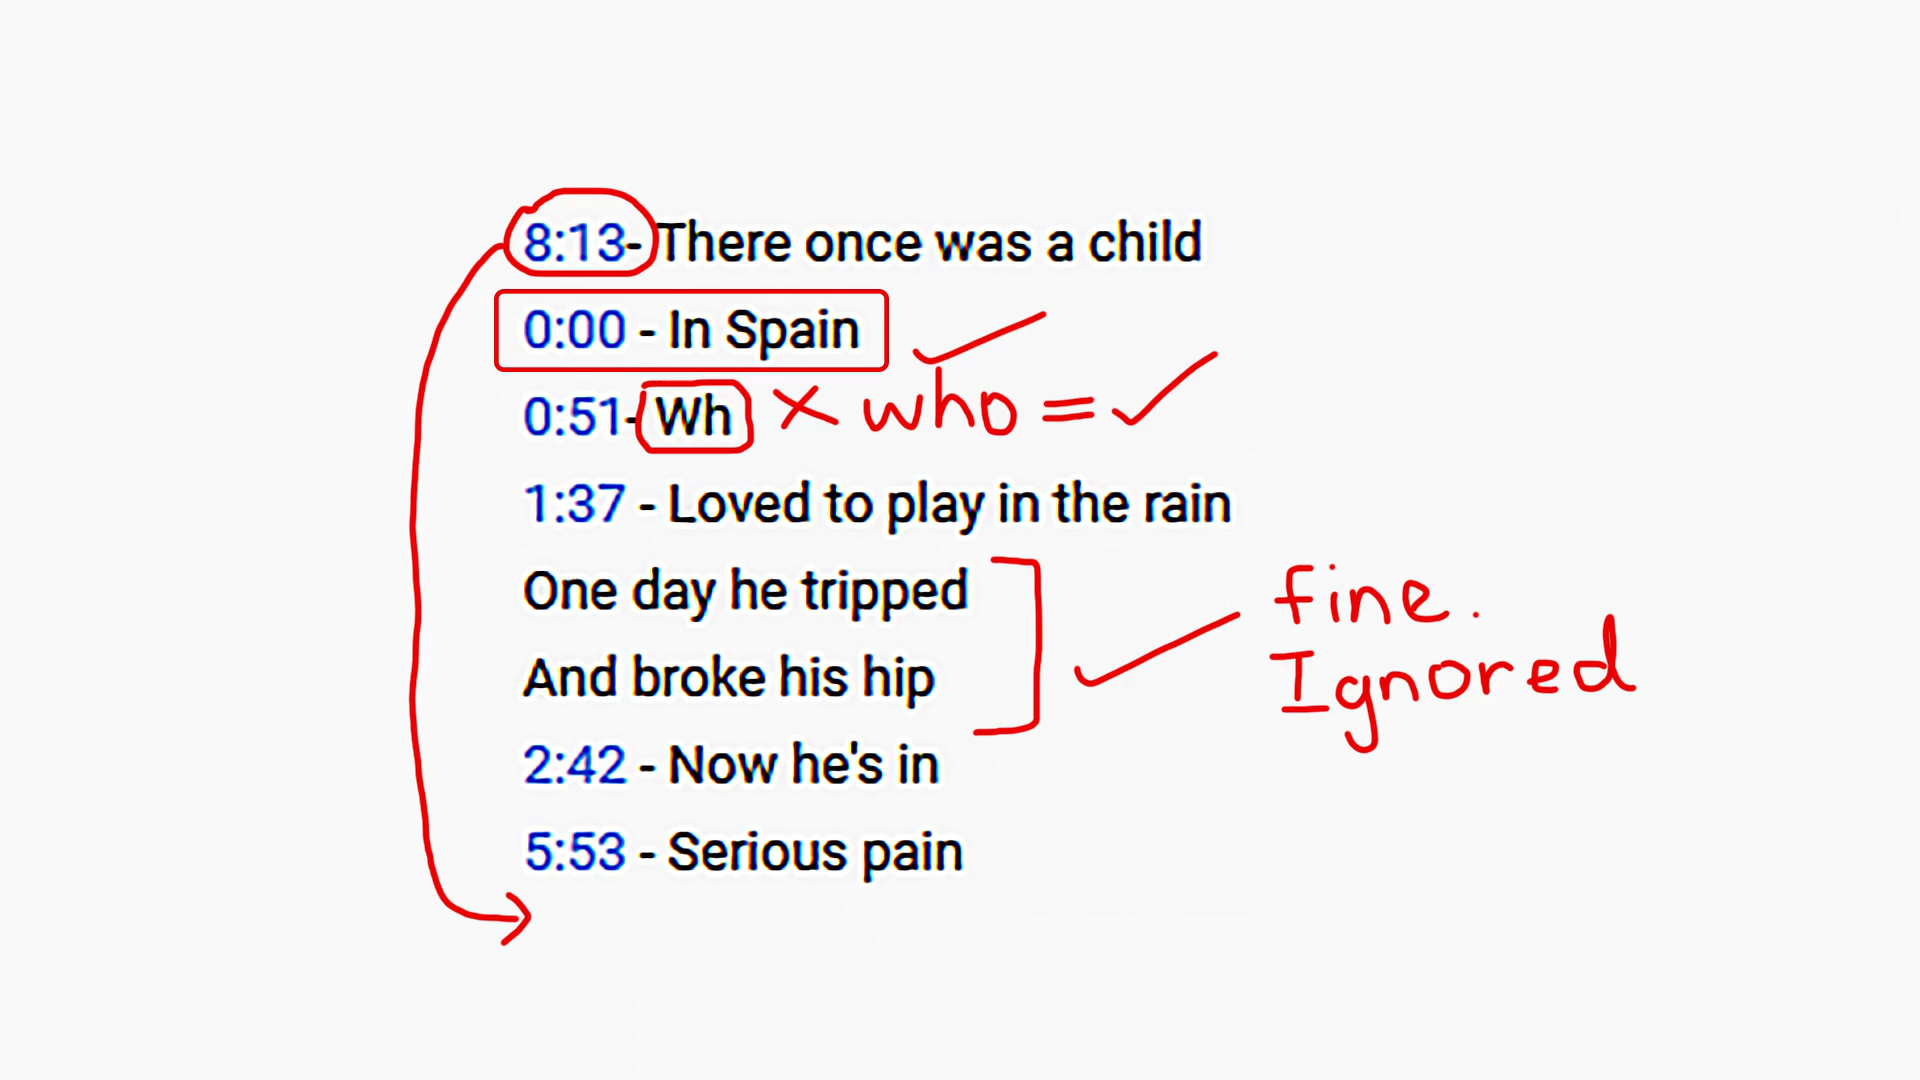 8:13- There once was a child
0:00 - In Spain
0:51- Wh × who =
1:37 - Loved to play in the rain
One day he tripped
And broke his hip
fine.
Ignored
2:42 - Now he's in
5:53 - Serious pain